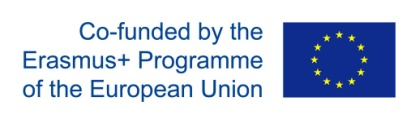 Co-funded by the
Erasmus+ Programme
of the European Union